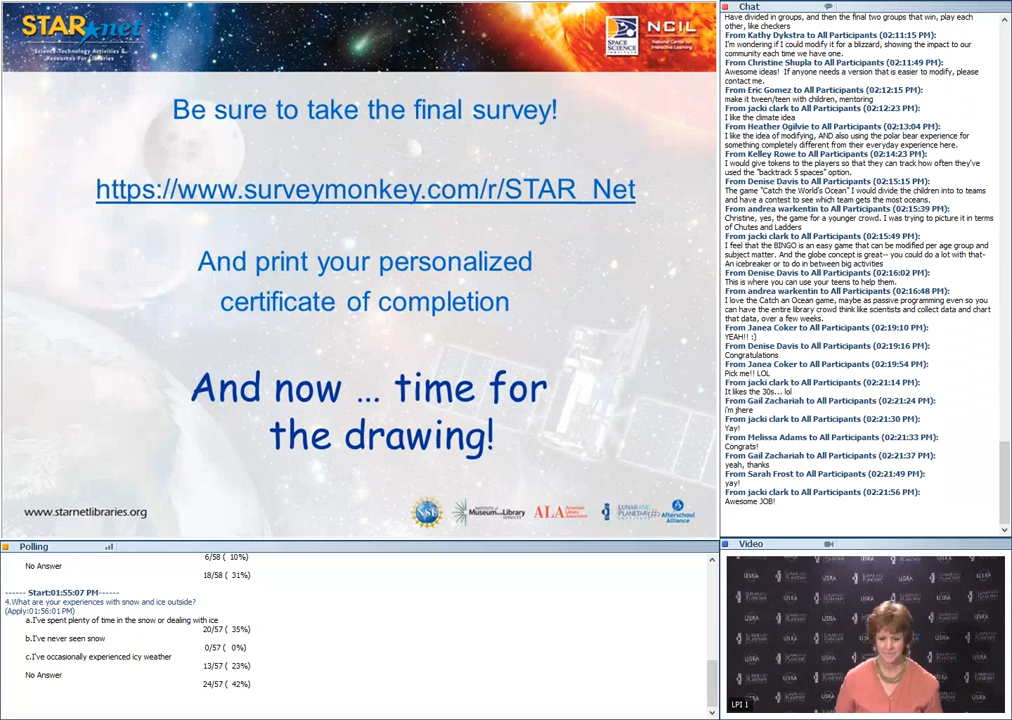 STAR net
Science-Technology Activities &
Resources For Libraries
SPACE
SCIENCE
INSTITUTE
NCIL
National Center for
Interactive Learning
Be sure to take the final survey!
https://www.surveymonkey.com/r/STAR_Net
And print your personalized
certificate of completion
And now ... time for
the drawing!
www.starnetlibraries.org
INSTITUTE of
Museum and Library
SERVICES
ALA American
Library
Association
LUNAR AND
PLANETARY
INSTITUTE
Afterschool
Alliance
Chat
Have divided in groups, and then the final two groups that win, play each
other, like checkers
From Kathy Dykstra to All Participants (02:11:15 PM):
I'm wondering if I could modify it for a blizzard, showing the impact to our
community each time we have one.
From Christine Shupla to All Participants (02:11:49 PM):
Awesome ideas!  If anyone needs a version that is easier to modify, please
contact me.
From Eric Gomez to All Participants (02:12:15 PM):
make it tween/teen with children, mentoring
From jacki clark to All Participants (02:12:23 PM):
I like the climate idea
From Heather Ogilvie to All Participants (02:13:04 PM):
I like the idea of modifying, AND also using the polar bear experience for
something completely different from their everyday experience here.
From Kelley Rowe to All Participants (02:14:23 PM):
I would give tokens to the players so that they can track how often they've
used the "backtrack 5 spaces" option.
From Denise Davis to All Participants (02:15:15 PM):
The game "Catch the World's Ocean" I would divide the children into to teams
and have a contest to see which team gets the most oceans.
From andrea warkentin to All Participants (02:15:39 PM):
Christine, yes, the game for a younger crowd. I was trying to picture it in terms
of Chutes and Ladders
From jacki clark to All Participants (02:15:49 PM):
I feel that the BINGO is an easy game that can be modified per age group and
subject matter. And the globe concept is great-- you could do a lot with that-
An icebreaker or to do in between big activities
From Denise Davis to All Participants (02:16:02 PM):
This is where you can use your teens to help them.
From andrea warkentin to All Participants (02:16:48 PM):
I love the Catch an Ocean game, maybe as passive programming even so you
can have the entire library crowd think like scientists and collect data and chart
that data, over a few weeks.
From Janea Coker to All Participants (02:19:10 PM):
YEAH!! :)
From Denise Davis to All Participants (02:19:16 PM):
Congratulations
From Janea Coker to All Participants (02:19:54 PM):
Pick me!! LOL
From jacki clark to All Participants (02:21:14 PM):
It likes the 30s... lol
From Gail Zachariah to All Participants (02:21:24 PM):
i'm jhere
From jacki clark to All Participants (02:21:30 PM):
Yay!
From Melissa Adams to All Participants (02:21:33 PM):
Congrats!
From Gail Zachariah to All Participants (02:21:37 PM):
yeah, thanks
From Sarah Frost to All Participants (02:21:49 PM):
yay!
From jacki clark to All Participants (02:21:56 PM):
Awesome JOB!
Polling
6/58 ( 10%)
No Answer
18/58 ( 31%)
------ Start:01:55:07 PM------
4.What are your experiences with snow and ice outside?
(Apply:01:56:01 PM)
a.I've spent plenty of time in the snow or dealing with ice
20/57 ( 35%)
b.I've never seen snow
0/57 ( 0%)
c.I've occasionally experienced icy weather
13/57 ( 23%)
No Answer
24/57 ( 42%)
Video
USRA
LPI 1